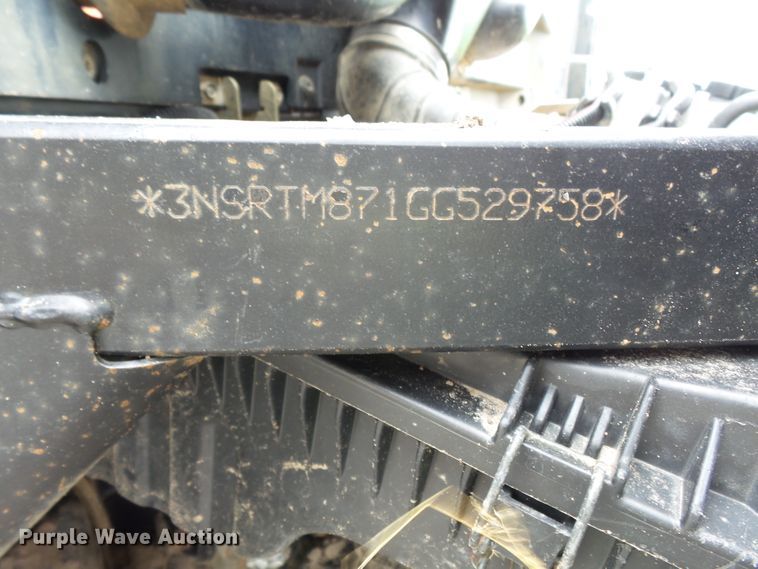 *3NSRTM871GG529758*
Purple Wave Auction